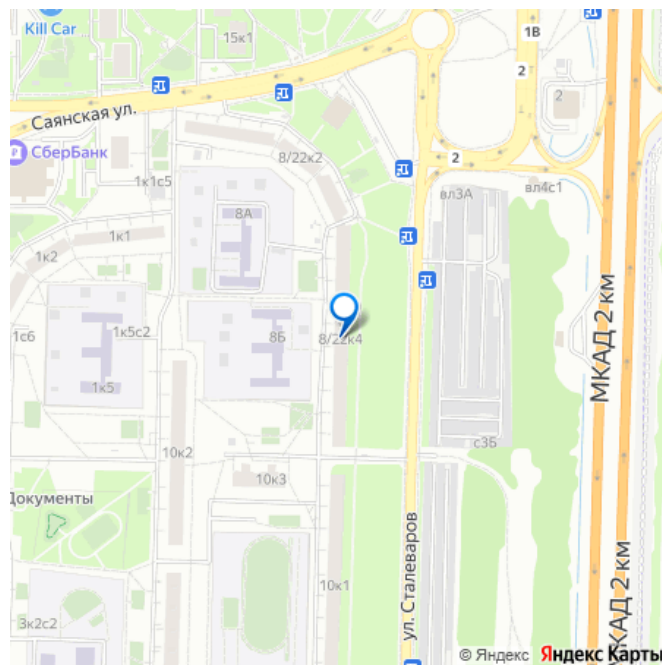 Kill Car ...
15к1
1В
2
2
Саянская ул.
СберБанк
8/22к2
2
1к1с5
вл3А
вл4с1
8А
1к1
1к2
МКАД 2 км
1с6
1к5с2
8Б
8/22к4
1к5
с3Б
10к2
10к3
Документы
ул. Сталеваров
МКАД 2 км
10к1
3к2с2
© Яндекс Яндекс Карты